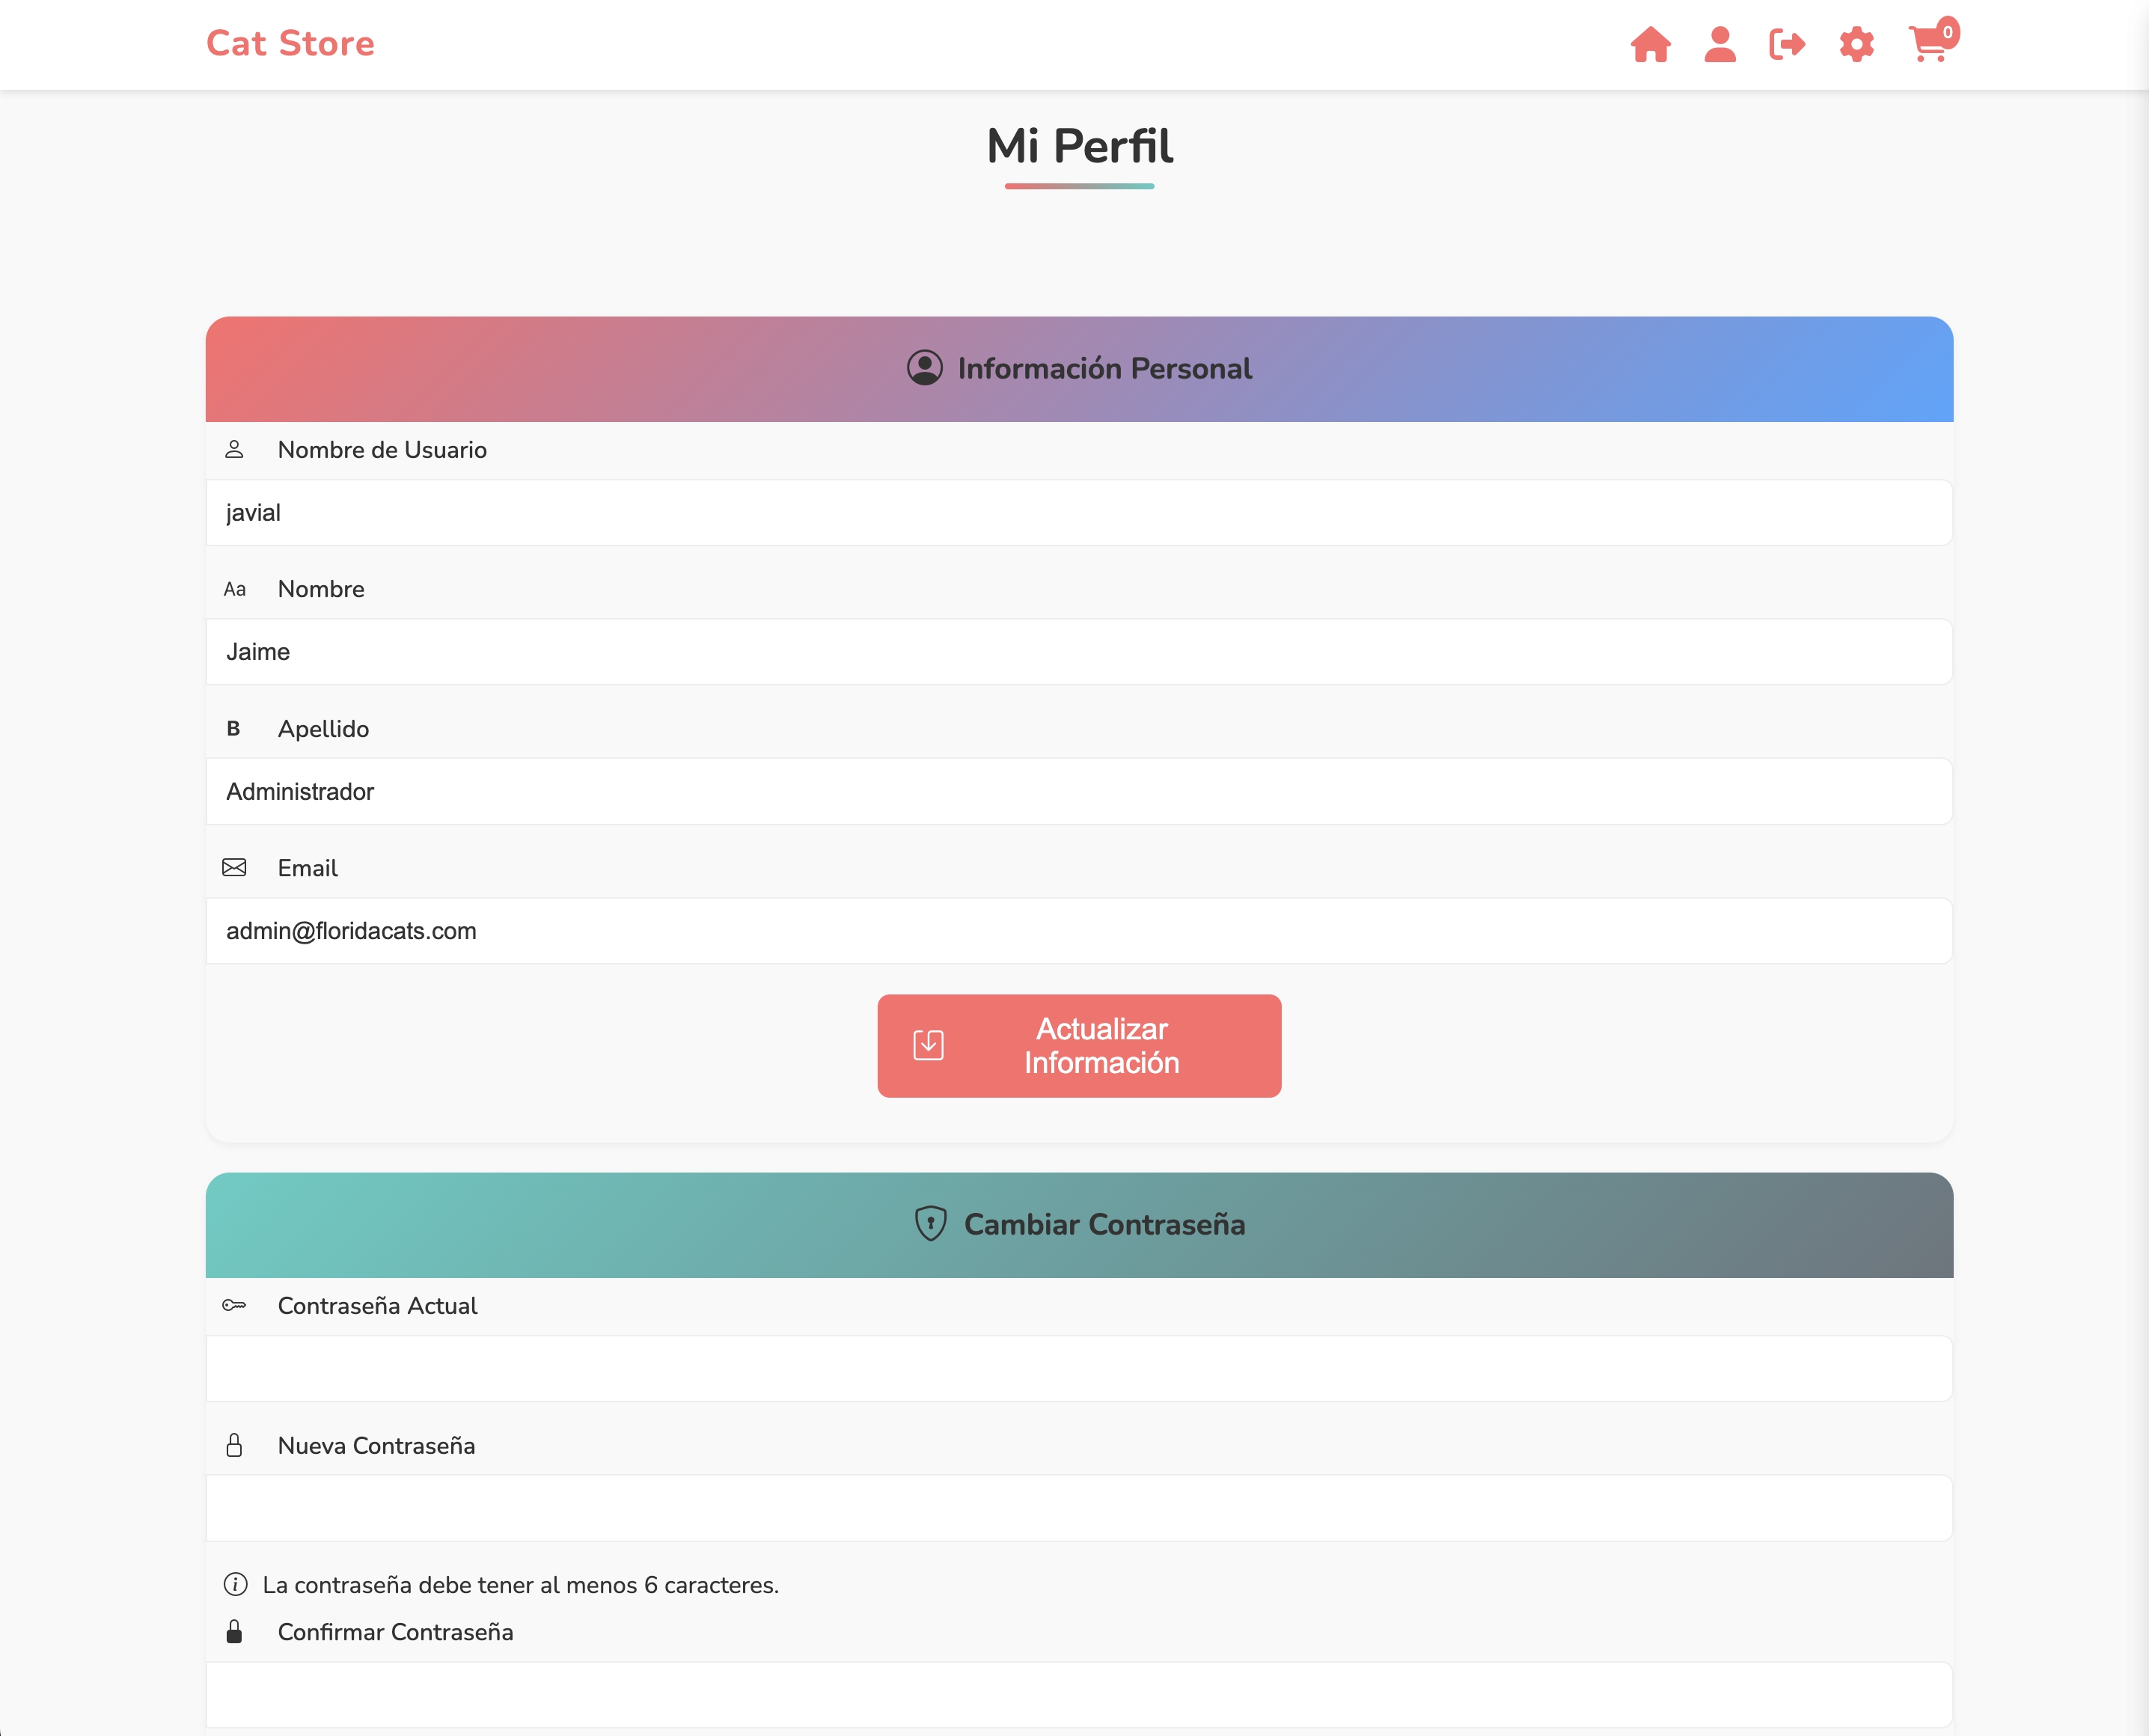 Cat Store
0
Mi Perfil
Información Personal
Nombre de Usuario
javial
Aa Nombre
Jaime
B Apellido
Administrador
Email
admin@floridacats.com
Actualizar
Información
Cambiar Contraseña
Contraseña Actual
Nueva Contraseña
La contraseña debe tener al menos 6 caracteres.
Confirmar Contraseña